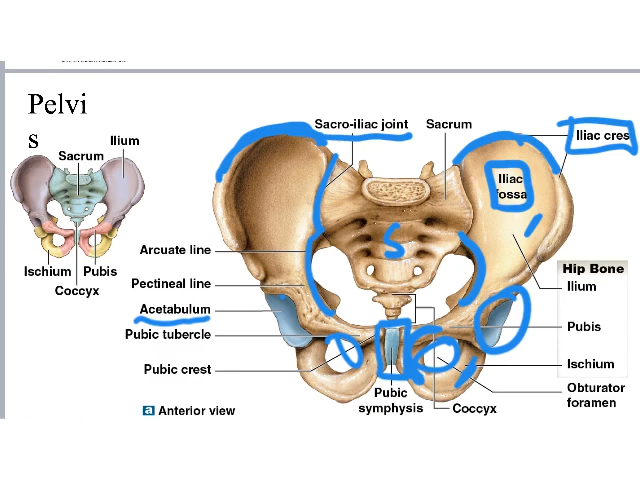 Pelvi
s
Ilium
Sacrum
Ischium
Pubis
Coccyx
Sacro-iliac joint
Sacrum
Iliac cres
Iliac
fossa
S
Arcuate line
Pectineal line
Acetabulum
Pubic tubercle
Pubic crest
Hip Bone
Ilium
Pubis
Ischium
Obturator
foramen
Pubic
symphysis
Coccyx
a Anterior view